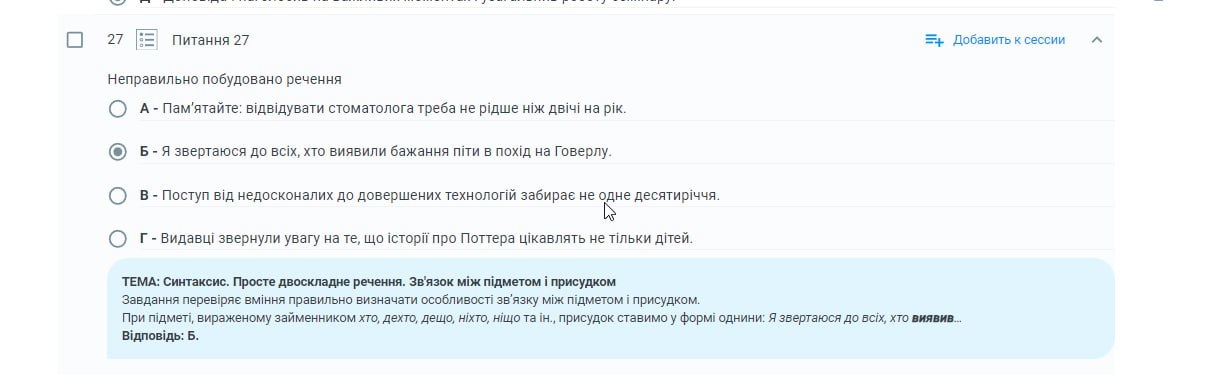 27 Питання 27 Добавить к сессии
Неправильно побудовано речення
А - Пам'ятайте: відвідувати стоматолога треба не рідше ніж двічі на рік.
Б - Я звертаюся до всіх, хто виявили бажання піти в похід на Говерлу.
В - Поступ від недосконалих до довершених технологій забирає не одне десятиріччя.
Г - Видавці звернули увагу на те, що історії про Поттера цікавлять не тільки дітей.
ТЕМА: Синтаксис. Просте двоскладне речення. Зв'язок між підметом і присудком
Завдання перевіряє вміння правильно визначати особливості зв'язку між підметом і присудком.
При підметі, вираженому займенником хто, дехто, дещо, ніхто, ніщо та ін., присудок ставимо у формі однини: Я звертаюся до всіх, хто виявив...
Відповідь: Б.